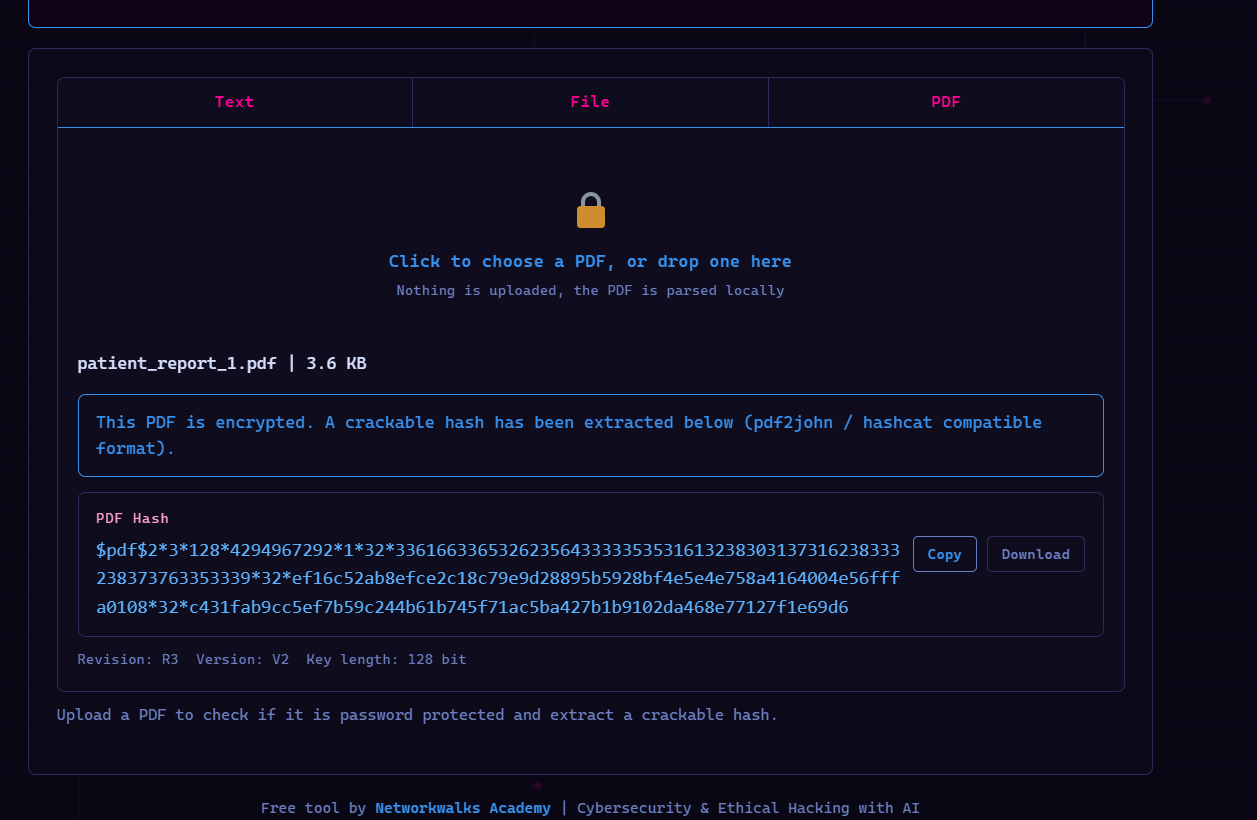 Text
File
PDF
Click to choose a PDF, or drop one here
Nothing is uploaded, the PDF is parsed locally
patient_report_1.pdf | 3.6 KB
This PDF is encrypted. A crackable hash has been extracted below (pdf2john / hashcat compatible
format).
PDF Hash
$pdf$2*3*128*4294967292*1*32*33616633653262356433333535316132383031373162383333
238373763353339*32*ef16c52ab8efce2c18c79e9d28895b5928bf4e5e4e758a4164004e56fff
a0108*32*c431fab9cc5ef7b59c244b61b745f71ac5ba427b1b9102da468e77127f1e69d6
Copy
Download
Revision: R3 Version: V2 Key length: 128 bit
Upload a PDF to check if it is password protected and extract a crackable hash.
Free tool by Networkwalks Academy | Cybersecurity & Ethical Hacking with AI